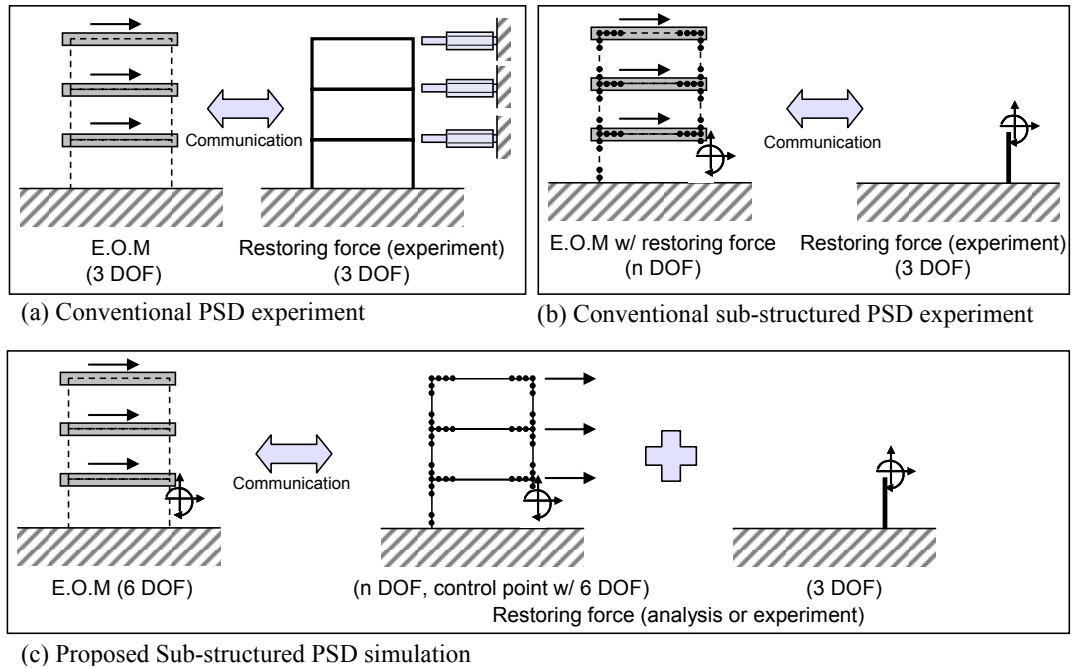 Communication
E.O.M
(3 DOF)
Restoring force (experiment)
(3 DOF)
(a) Conventional PSD experiment
Communication
E.O.M w/ restoring force
(n DOF)
Restoring force (experiment)
(3 DOF)
(b) Conventional sub-structured PSD experiment
Communication
E.O.M (6 DOF)
(n DOF, control point w/ 6 DOF)
(3 DOF)
Restoring force (analysis or experiment)
(c) Proposed Sub-structured PSD simulation